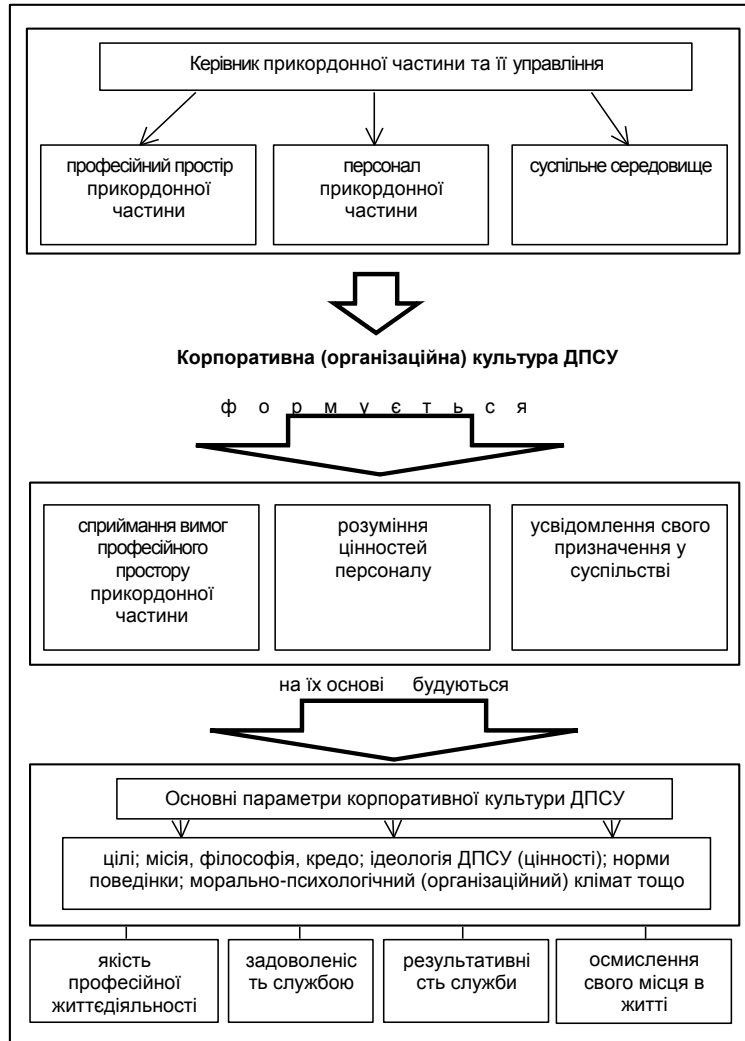 Керівник прикордонної частини та її управління
професійний простір
прикордонної
частини
персонал
прикордонної
частини
суспільне середовище
Корпоративна (організаційна) культура ДПСУ
ф о р м у є т ь с я
сприймання вимог
професійного
простору
прикордонної
частини
розуміння
цінностей
персоналу
усвідомлення свого
призначення у
суспільстві
на їх основі будуються
Основні параметри корпоративної культури ДПСУ
цілі; місія, філософія, кредо; ідеологія ДПСУ (цінності); норми
поведінки; морально-психологічний (організаційний) клімат тощо
якість
професійної
життєдіяльності
задоволеніс
ть службою
результативні
сть служби
осмислення
свого місця в
житті